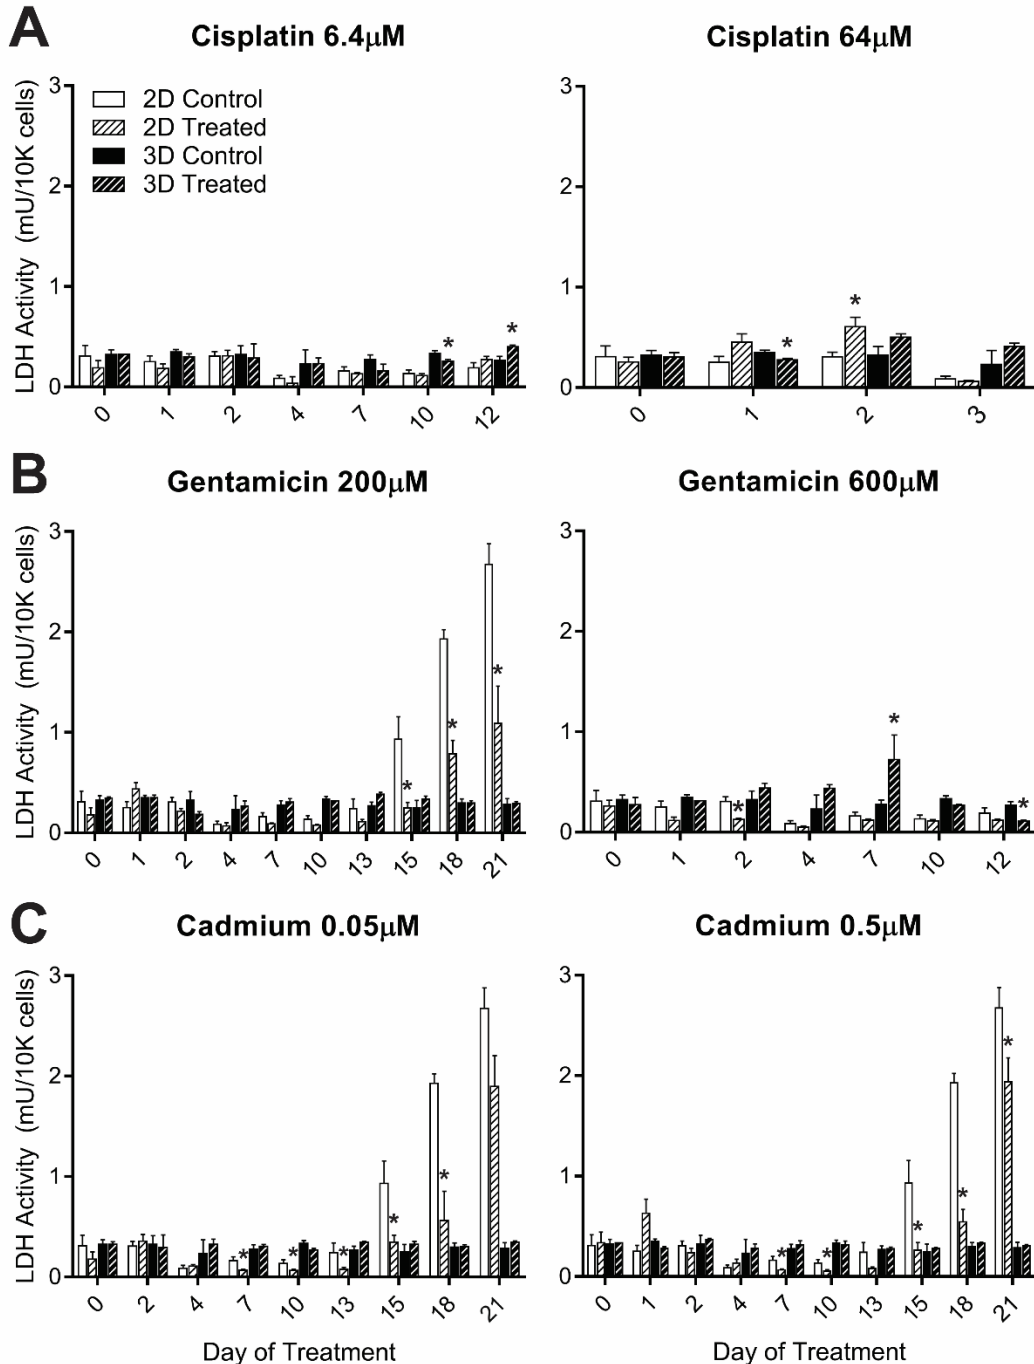 A
Cisplatin 6.4μM
Cisplatin 64μM
LDH Activity (mU/10K cells)
3
2
1
0
2D Control
2D Treated
3D Control
3D Treated
* *
0 1 2 4 7 10 12
3
2
1
0
* * 
0 1 2 3
B
Gentamicin 200μM
Gentamicin 600μM
LDH Activity (mU/10K cells)
3
2
1
0
* * *
0 1 2 4 7 10 13 15 18 21
3
2
1
0
* * *
0 1 2 4 7 10 12
C
Cadmium 0.05μM
Cadmium 0.5μM
LDH Activity (mU/10K cells)
3
2
1
0
* * * * *
0 2 4 7 10 13 15 18 21
Day of Treatment
3
2
1
0
* * * * *
0 1 2 4 7 10 13 15 18 21
Day of Treatment